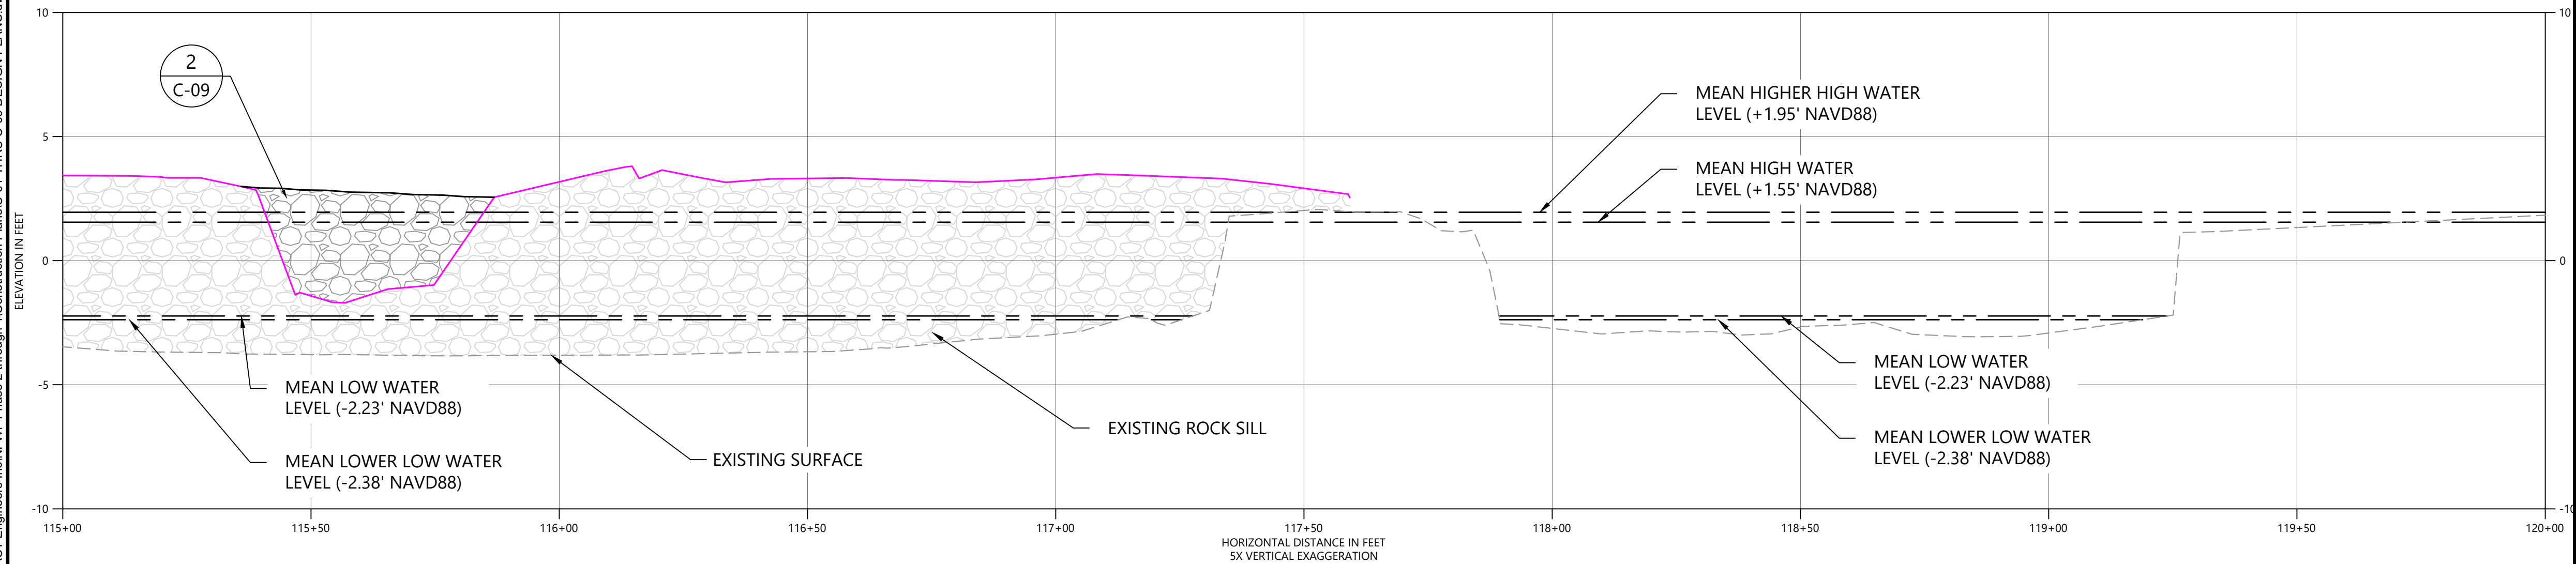 10
10
2
C-09
MEAN HIGHER HIGH WATER
LEVEL (+1.95' NAVD88)
5
MEAN HIGH WATER
LEVEL (+1.55' NAVD88)
ELEVATION IN FEET
0
0
MEAN LOW WATER
LEVEL (-2.23' NAVD88)
MEAN LOWER LOW WATER
LEVEL (-2.38' NAVD88)
-5
EXISTING SURFACE
EXISTING ROCK SILL
MEAN LOW WATER
LEVEL (-2.23' NAVD88)
MEAN LOWER LOW WATER
LEVEL (-2.38' NAVD88)
-10
-10
115+00
115+50
116+00
116+50
117+00
117+50
118+00
118+50
119+00
119+50
120+00
HORIZONTAL DISTANCE IN FEET
5X VERTICAL EXAGGERATION